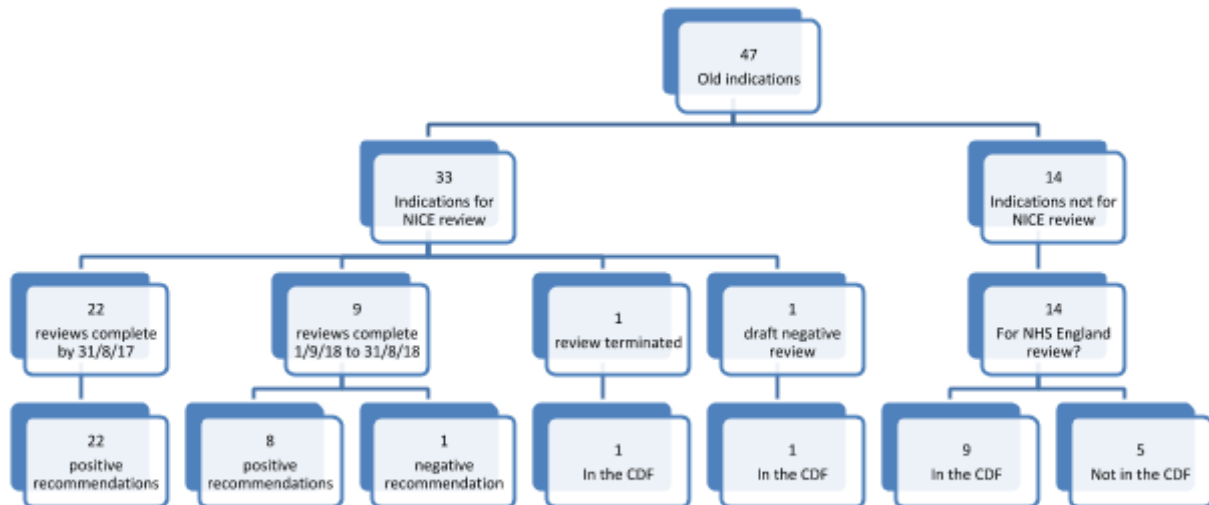 47
Old indications
33
Indications for
NICE review
14
Indications not for
NICE review
22
reviews complete
by 31/8/17
9
reviews complete
1/9/18 to 31/8/18
1
review terminated
1
draft negative
review
14
For NHS England
review?
22
positive
recommendations
8
positive
recommendations
1
negative
recommendation
1
In the CDF
1
In the CDF
9
In the CDF
5
Not in the CDF